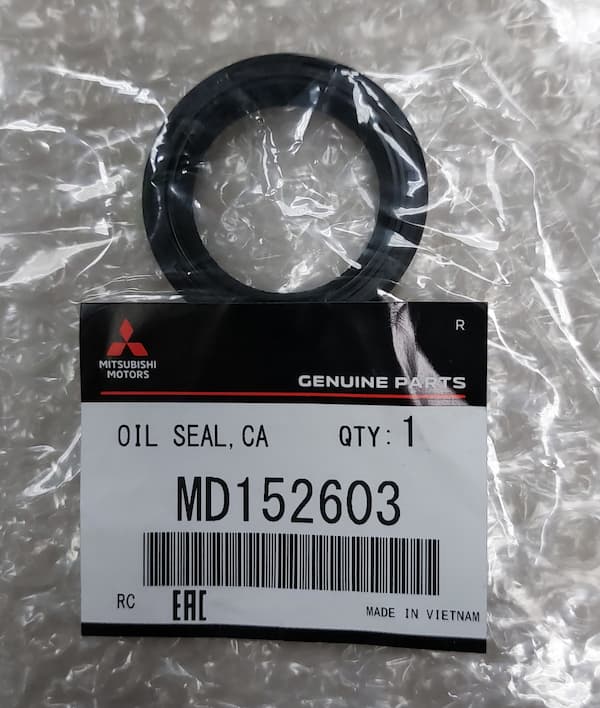 R
MITSUBISHI
MOTORS
GENUINE PARTS
OIL SEAL, CA QTY: 1
MD152603
RC EAC MADE IN VIETNAM